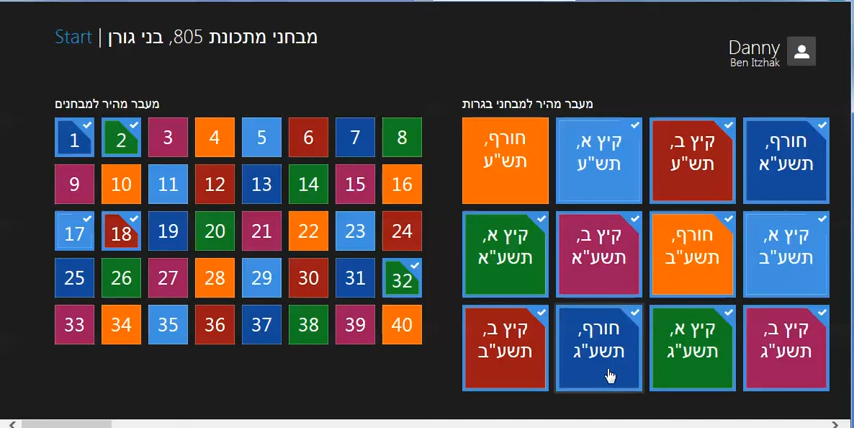 Start | מבחני מתכונת 805, בני גורן
Danny
Ben Itzhak
מעבר מהיר למבחנים
1 2 3 4 5 6 7 8
9 10 11 12 13 14 15 16
17 18 19 20 21 22 23 24
25 26 27 28 29 30 31 32
33 34 35 36 37 38 39 40
מעבר מהיר למבחני בגרות
חורף,
תש"ע
קיץ א,
תש"ע
קיץ ב,
תש"ע
חורף,
תשע"א
קיץ א,
תשע"א
קיץ ב,
תשע"א
חורף,
תשע"ב
קיץ א,
תשע"ב
קיץ ב,
תשע"ב
חורף,
תשע"ג
קיץ א,
תשע"ג
קיץ ב,
תשע"ג